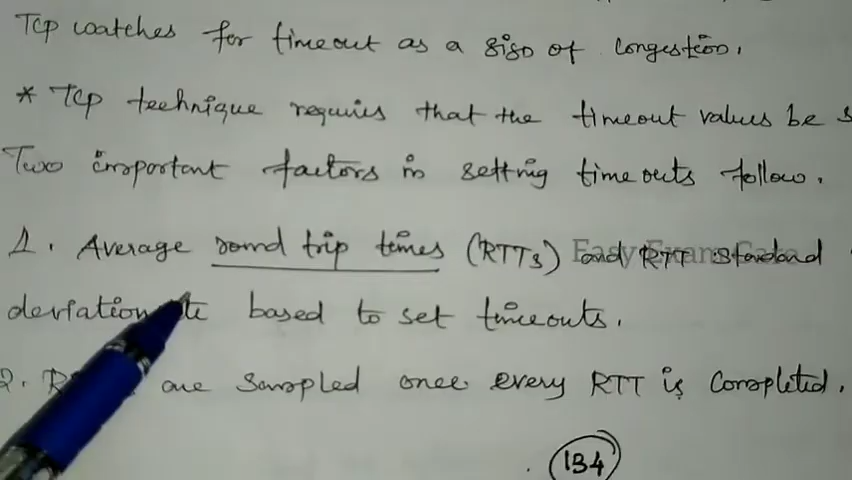 Tcp watches for timeout as a sign of congestion.
* Tcp technique requires that the timeout values be s
Two important factors in setting timeouts follow.
1. Average round trip times (RTTs) and RTT standard
deviation based to set timeouts.
2. are sampled once every RTT is completed.
134